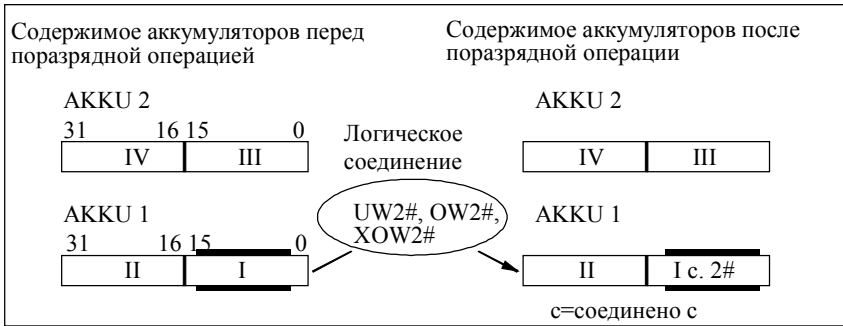 Содержимое аккумуляторов перед
поразрядной операцией
Содержимое аккумуляторов после
поразрядной операции
AKKU 2
31 16 15 0
IV III
AKKU 1
31 16 15 0
II I
Логическое
соединение
UW2#, OW2#,
XOW2#
AKKU 2
IV III
AKKU 1
II I c. 2#
с=соединено с